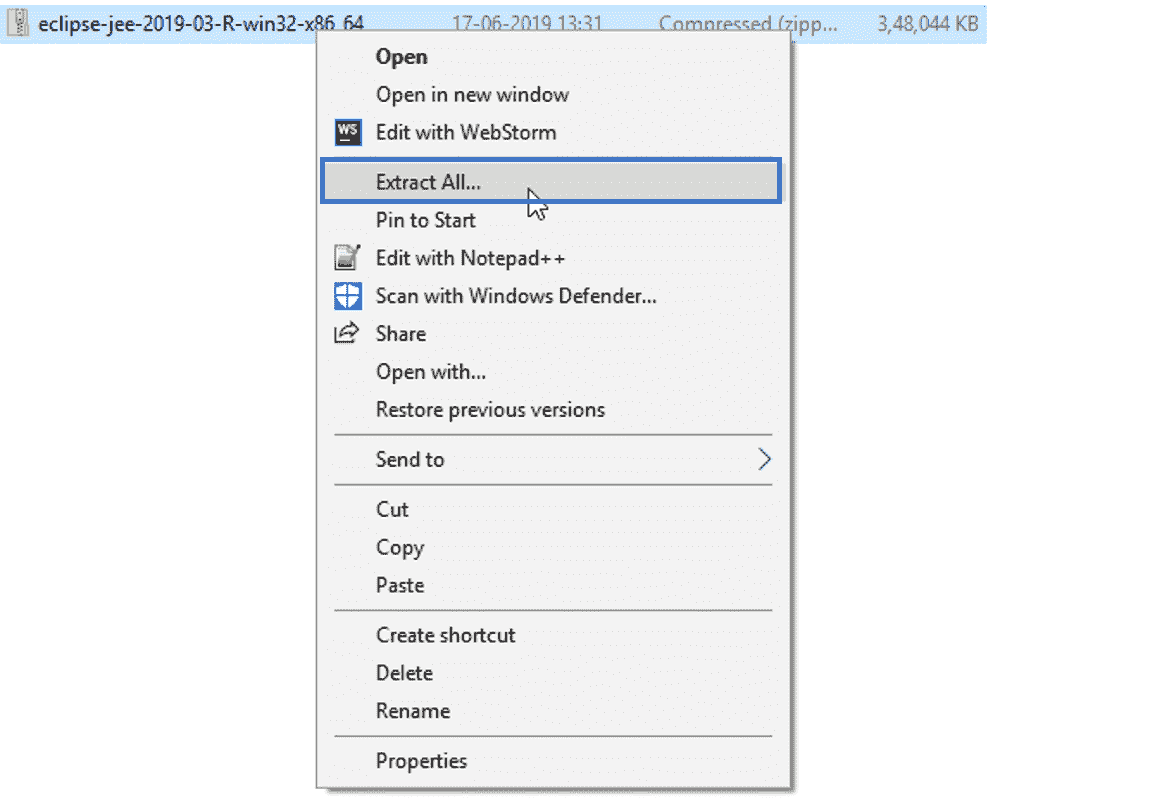 eclipse-jee-2019-03-R-win32-x86_64 17-06-2019 13:31 Compressed (zipp... 3,48,044 KB
Open
Open in new window
WS Edit with WebStorm
Extract All...
Pin to Start
Edit with Notepad++
Scan with Windows Defender...
Share
Open with...
Restore previous versions
Send to
Cut
Copy
Paste
Create shortcut
Delete
Rename
Properties